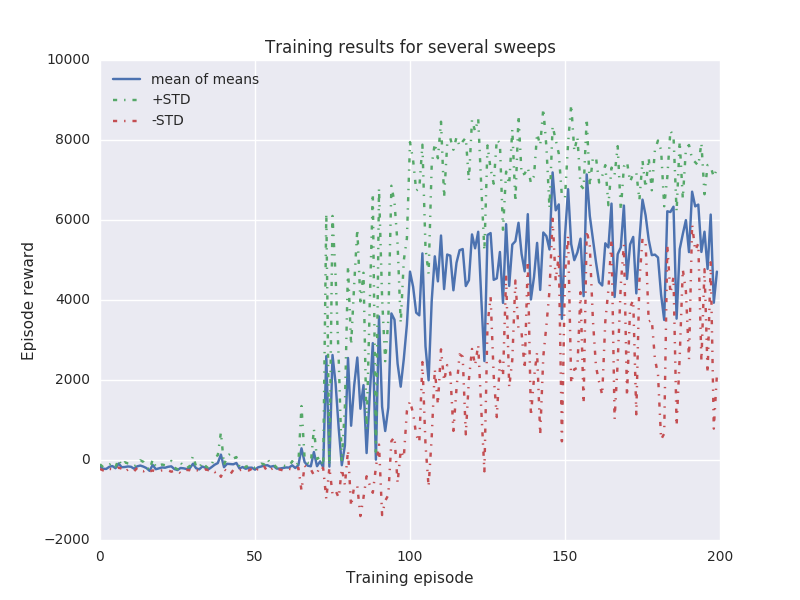 Training results for several sweeps
10000
8000
6000
4000
2000
0
−2000
mean of means
+STD
-STD
Episode reward
0 50 100 150 200
Training episode